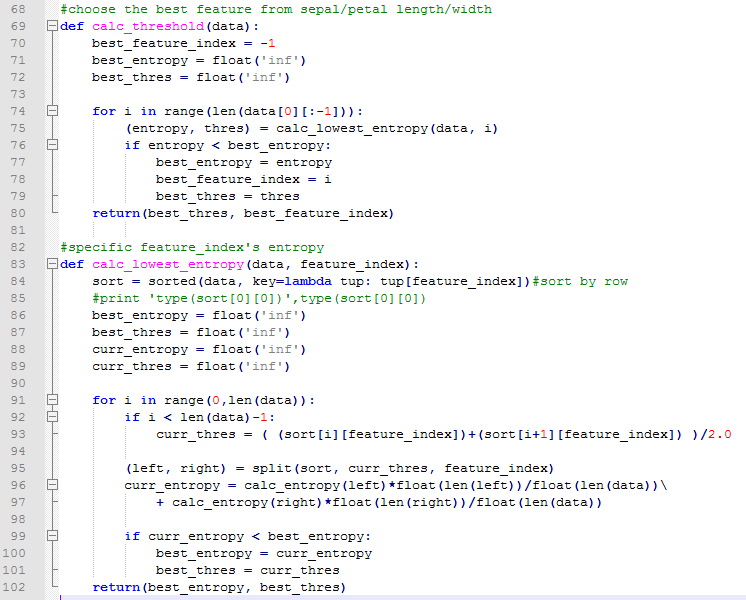 68 #choose the best feature from sepal/petal length/width
69 def calc_threshold(data):
70     best_feature_index = -1
71     best_entropy = float('inf')
72     best_thres = float('inf')
73
74     for i in range(len(data[0][:-1])):
75         (entropy, thres) = calc_lowest_entropy(data, i)
76         if entropy < best_entropy:
77             best_entropy = entropy
78             best_feature_index = i
79             best_thres = thres
80     return(best_thres, best_feature_index)
81
82 #specific feature_index's entropy
83 def calc_lowest_entropy(data, feature_index):
84     sort = sorted(data, key=lambda tup: tup[feature_index])#sort by row
85     #print 'type(sort[0][0])',type(sort[0][0])
86     best_entropy = float('inf')
87     best_thres = float('inf')
88     curr_entropy = float('inf')
89     curr_thres = float('inf')
90
91     for i in range(0,len(data)):
92         if i < len(data)-1:
93             curr_thres = ( (sort[i][feature_index])+(sort[i+1][feature_index]) )/2.0
94
95         (left, right) = split(sort, curr_thres, feature_index)
96         curr_entropy = calc_entropy(left)*float(len(left))/float(len(data))\
97             + calc_entropy(right)*float(len(right))/float(len(data))
98
99         if curr_entropy < best_entropy:
100             best_entropy = curr_entropy
101             best_thres = curr_thres
102     return(best_entropy, best_thres)